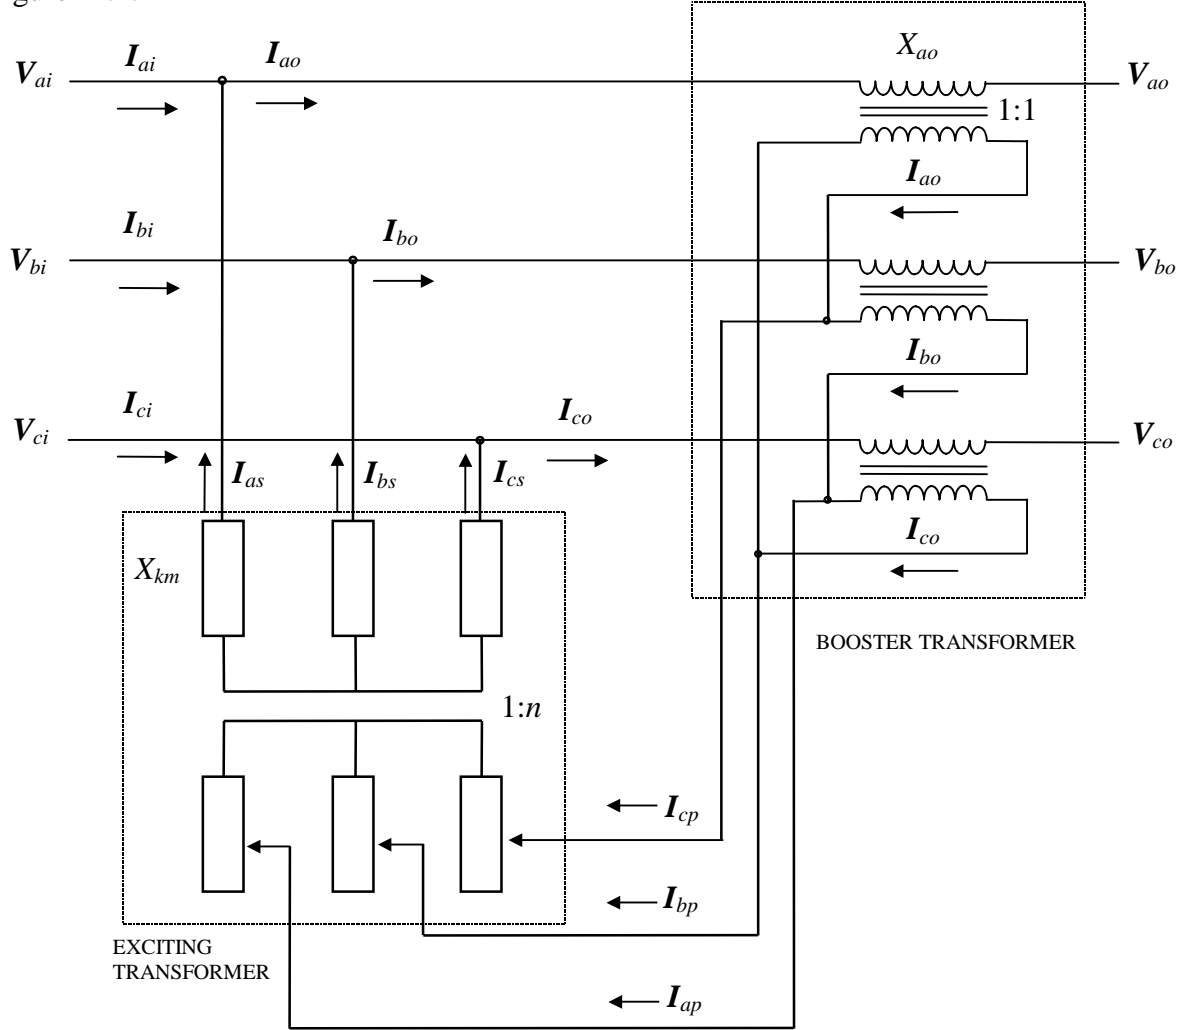 I_ai
I_ao
X_ao
V_ai
V_ao
1:1
I_ao
I_bi
I_bo
V_bi
V_bo
I_bo
I_ci
I_co
V_ci
V_co
I_as
I_bs
I_cs
I_co
X_km
BOOSTER TRANSFORMER
1:n
I_cp
I_bp
EXCITING
TRANSFORMER
I_ap